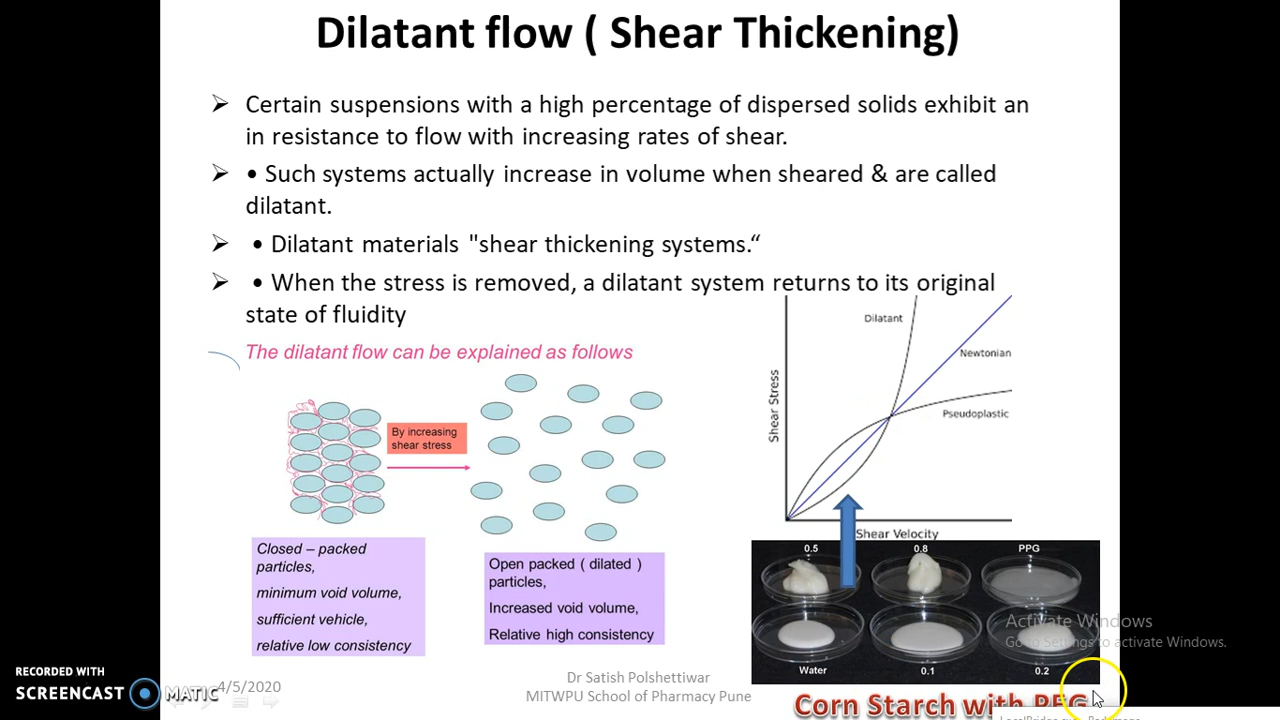 Dilatant flow ( Shear Thickening)
➢ Certain suspensions with a high percentage of dispersed solids exhibit an
in resistance to flow with increasing rates of shear.
➢ • Such systems actually increase in volume when sheared & are called
dilatant.
➢ • Dilatant materials "shear thickening systems.“
➢ • When the stress is removed, a dilatant system returns to its original
state of fluidity
The dilatant flow can be explained as follows
By increasing
shear stress
Closed – packed
particles,
minimum void volume,
sufficient vehicle,
relative low consistency
Open packed ( dilated )
particles,
Increased void volume,
Relative high consistency
Dilatant
Newtonian
Pseudoplastic
Shear Stress
Shear Velocity
0.5 0.8 PPG
Water 0.1 0.2
Corn Starch with PEG
Activate Windows
Go to Settings to activate Windows.
Dr Satish Polshettiwar
MITWPU School of Pharmacy Pune
4/5/2020
RECORDED WITH
SCREENCAST MATIC